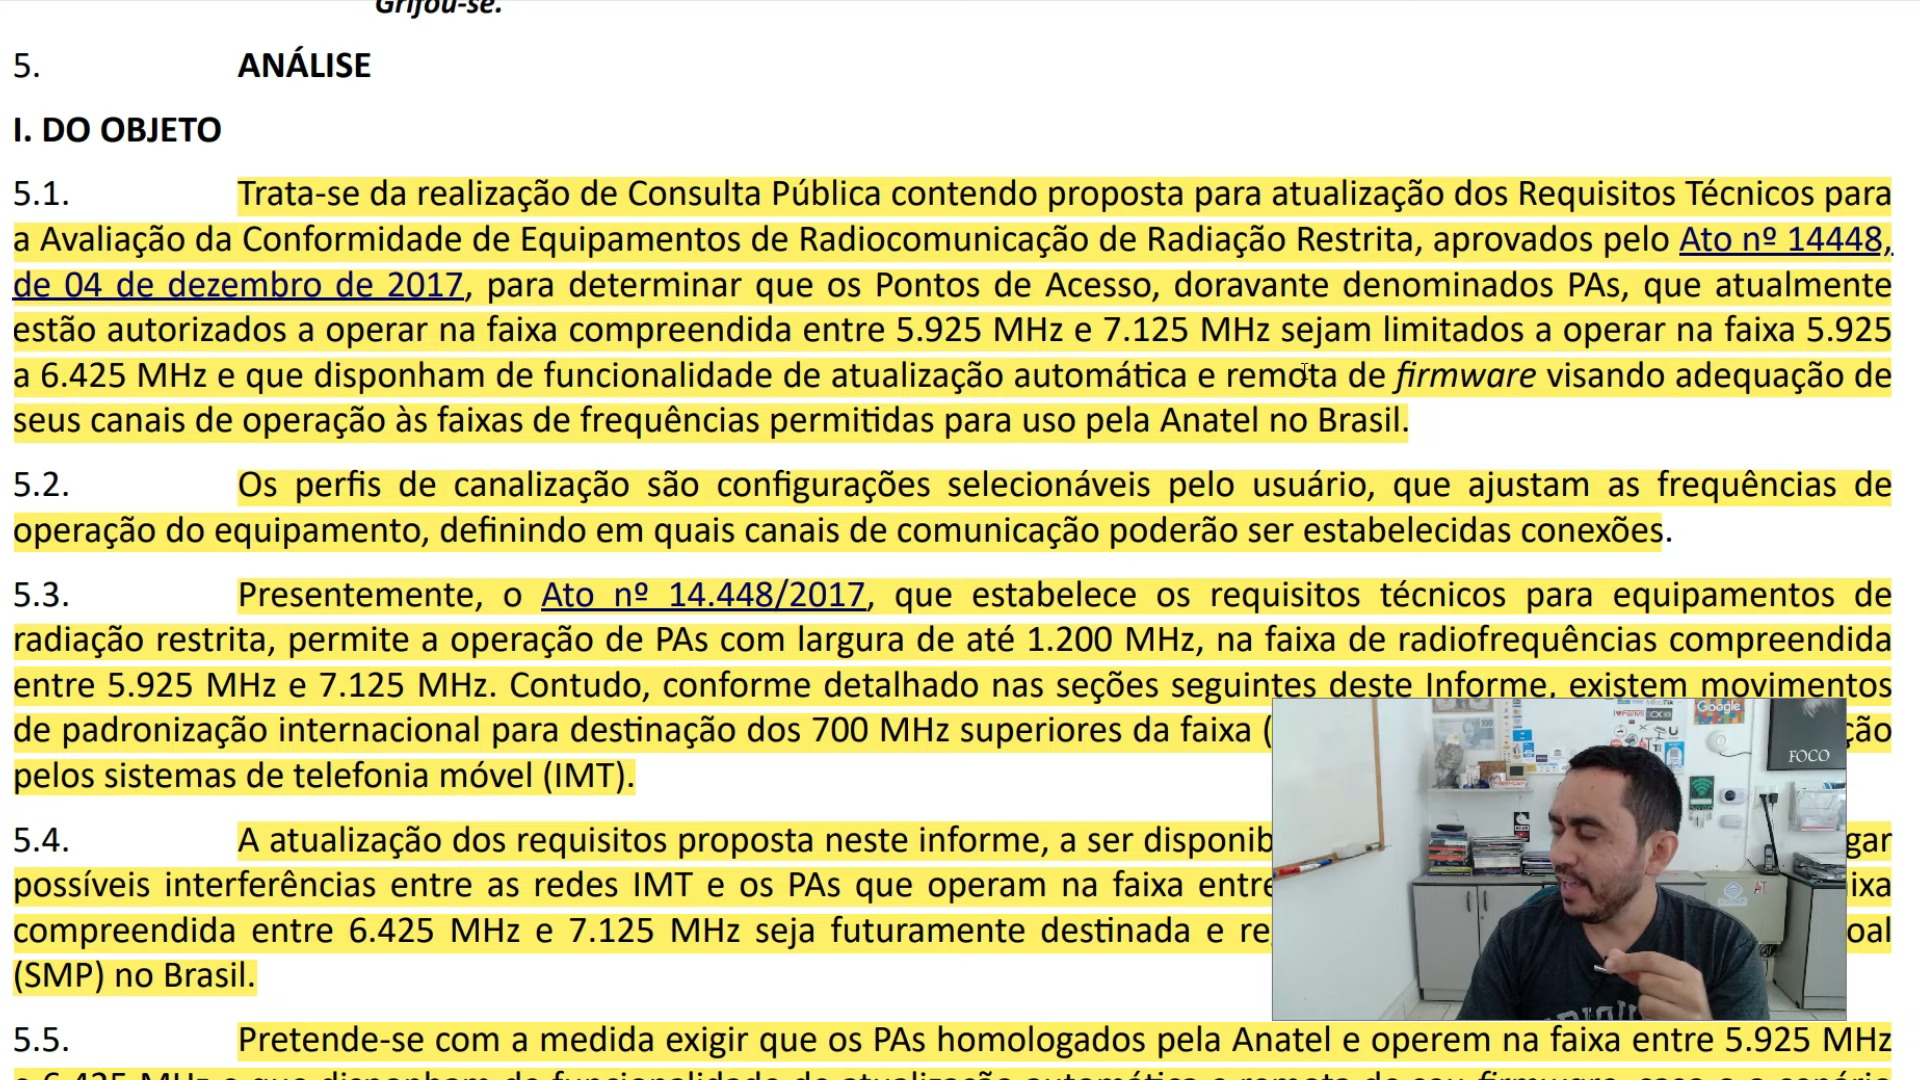 Grifou-se.
5. ANÁLISE
I. DO OBJETO
5.1. Trata-se da realização de Consulta Pública contendo proposta para atualização dos Requisitos Técnicos para
a Avaliação da Conformidade de Equipamentos de Radiocomunicação de Radiação Restrita, aprovados pelo Ato nº 14448,
de 04 de dezembro de 2017, para determinar que os Pontos de Acesso, doravante denominados PAs, que atualmente
estão autorizados a operar na faixa compreendida entre 5.925 MHz e 7.125 MHz sejam limitados a operar na faixa 5.925
a 6.425 MHz e que disponham de funcionalidade de atualização automática e remota de firmware visando adequação de
seus canais de operação às faixas de frequências permitidas para uso pela Anatel no Brasil.
5.2. Os perfis de canalização são configurações selecionáveis pelo usuário, que ajustam as frequências de
operação do equipamento, definindo em quais canais de comunicação poderão ser estabelecidas conexões.
5.3. Presentemente, o Ato nº 14.448/2017, que estabelece os requisitos técnicos para equipamentos de
radiação restrita, permite a operação de PAs com largura de até 1.200 MHz, na faixa de radiofrequências compreendida
entre 5.925 MHz e 7.125 MHz. Contudo, conforme detalhado nas seções seguintes deste Informe, existem movimentos
de padronização internacional para destinação dos 700 MHz superiores da faixa (
pelos sistemas de telefonia móvel (IMT).
5.4. A atualização dos requisitos proposta neste informe, a ser
possíveis interferências entre as redes IMT e os PAs que operam na faixa entre
compreendida entre 6.425 MHz e 7.125 MHz seja futuramente destinada e
(SMP) no Brasil.
5.5. Pretende-se com a medida exigir que os PAs homologados pela Anatel e operem na faixa entre 5.925 MHz
Google
FOCO